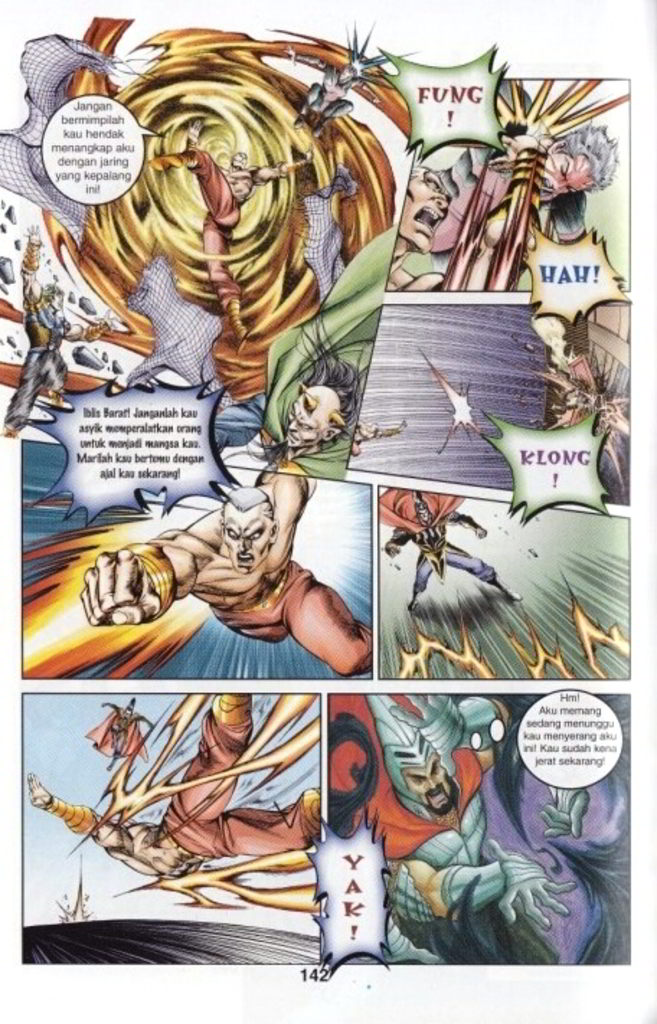 Jangan
bermimpilah
kau hendak
menangkap aku
dengan jaring
yang kepalang
ini!
FUNG
!
HAH!
Iblis Barat! Janganlah kau
asyik memperalatkan orang
untuk menjadi mangsa kau.
Marilah kau bertemu dengan
ajal kau sekarang!
KLONG
!
Hm!
Aku memang
sedang menunggu
kau menyerang aku
ini! Kau sudah kena
jerat sekarang!
YAK!
142